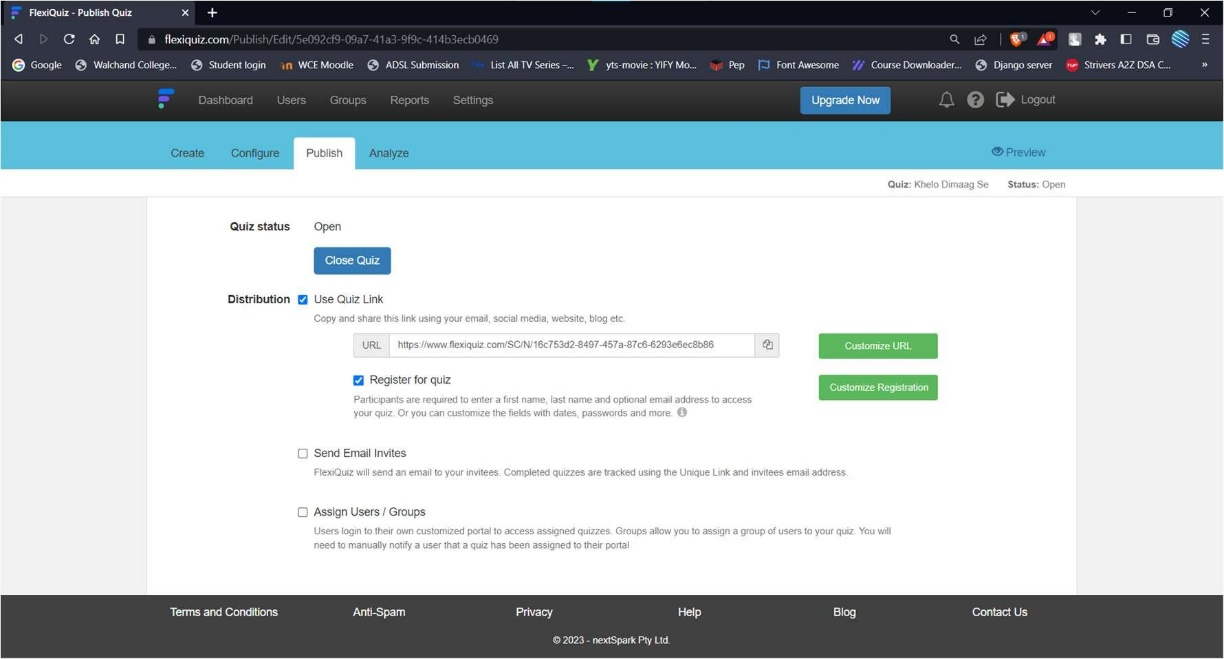 FlexiQuiz - Publish Quiz
flexiquiz.com/Publish/Edit/5e092cf9-09a7-41a3-9f9c-414b3ecb0469
Google Walchand College... Student login WCE Moodle ADSL Submission List All TV Series –... yts-movie : YIFY Mo... Pep Font Awesome Course Downloader... Django server Strivers A2Z DSA C... »
Dashboard Users Groups Reports Settings Upgrade Now Logout
Create Configure Publish Analyze Preview
Quiz: Khelo Dimaag Se Status: Open
Quiz status Open
Close Quiz
Distribution Use Quiz Link
Copy and share this link using your email, social media, website, blog etc.
URL https://www.flexiquiz.com/SC/N/16c753d2-8497-457a-87c6-6293e6ec8b86 Customize URL
Register for quiz Customize Registration
Participants are required to enter a first name, last name and optional email address to access
your quiz. Or you can customize the fields with dates, passwords and more.
Send Email Invites
FlexiQuiz will send an email to your invitees. Completed quizzes are tracked using the Unique Link and invitees email address.
Assign Users / Groups
Users login to their own customized portal to access assigned quizzes. Groups allow you to assign a group of users to your quiz. You will
need to manually notify a user that a quiz has been assigned to their portal
Terms and Conditions Anti-Spam Privacy Help Blog Contact Us
© 2023 - nextSpark Pty Ltd.